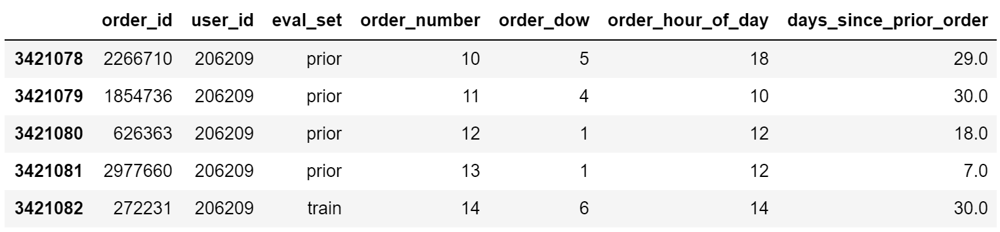 order_id user_id eval_set order_number order_dow order_hour_of_day days_since_prior_order
3421078 2266710 206209 prior 10 5 18 29.0
3421079 1854736 206209 prior 11 4 10 30.0
3421080 626363 206209 prior 12 1 12 18.0
3421081 2977660 206209 prior 13 1 12 7.0
3421082 272231 206209 train 14 6 14 30.0